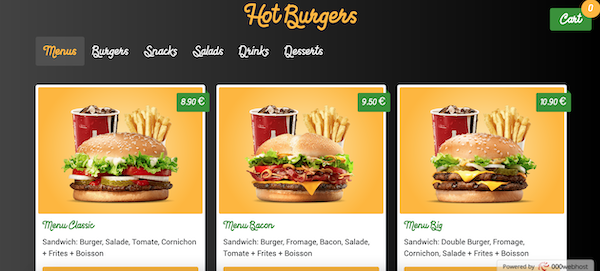 Hot Burgers
Cart 0
Menus Burgers Snacks Salads Drinks Desserts
8.90 € 9.50 € 10.90 €
Menu Classic Menu Bacon Menu Big
Sandwich: Burger, Salade, Tomate, Cornichon
+ Frites + Boisson
Sandwich: Burger, Fromage, Bacon, Salade,
Tomate + Frites + Boisson
Sandwich: Double Burger, Fromage,
Cornichon, Salade + Frites + Boisson
Powered by 000webhost